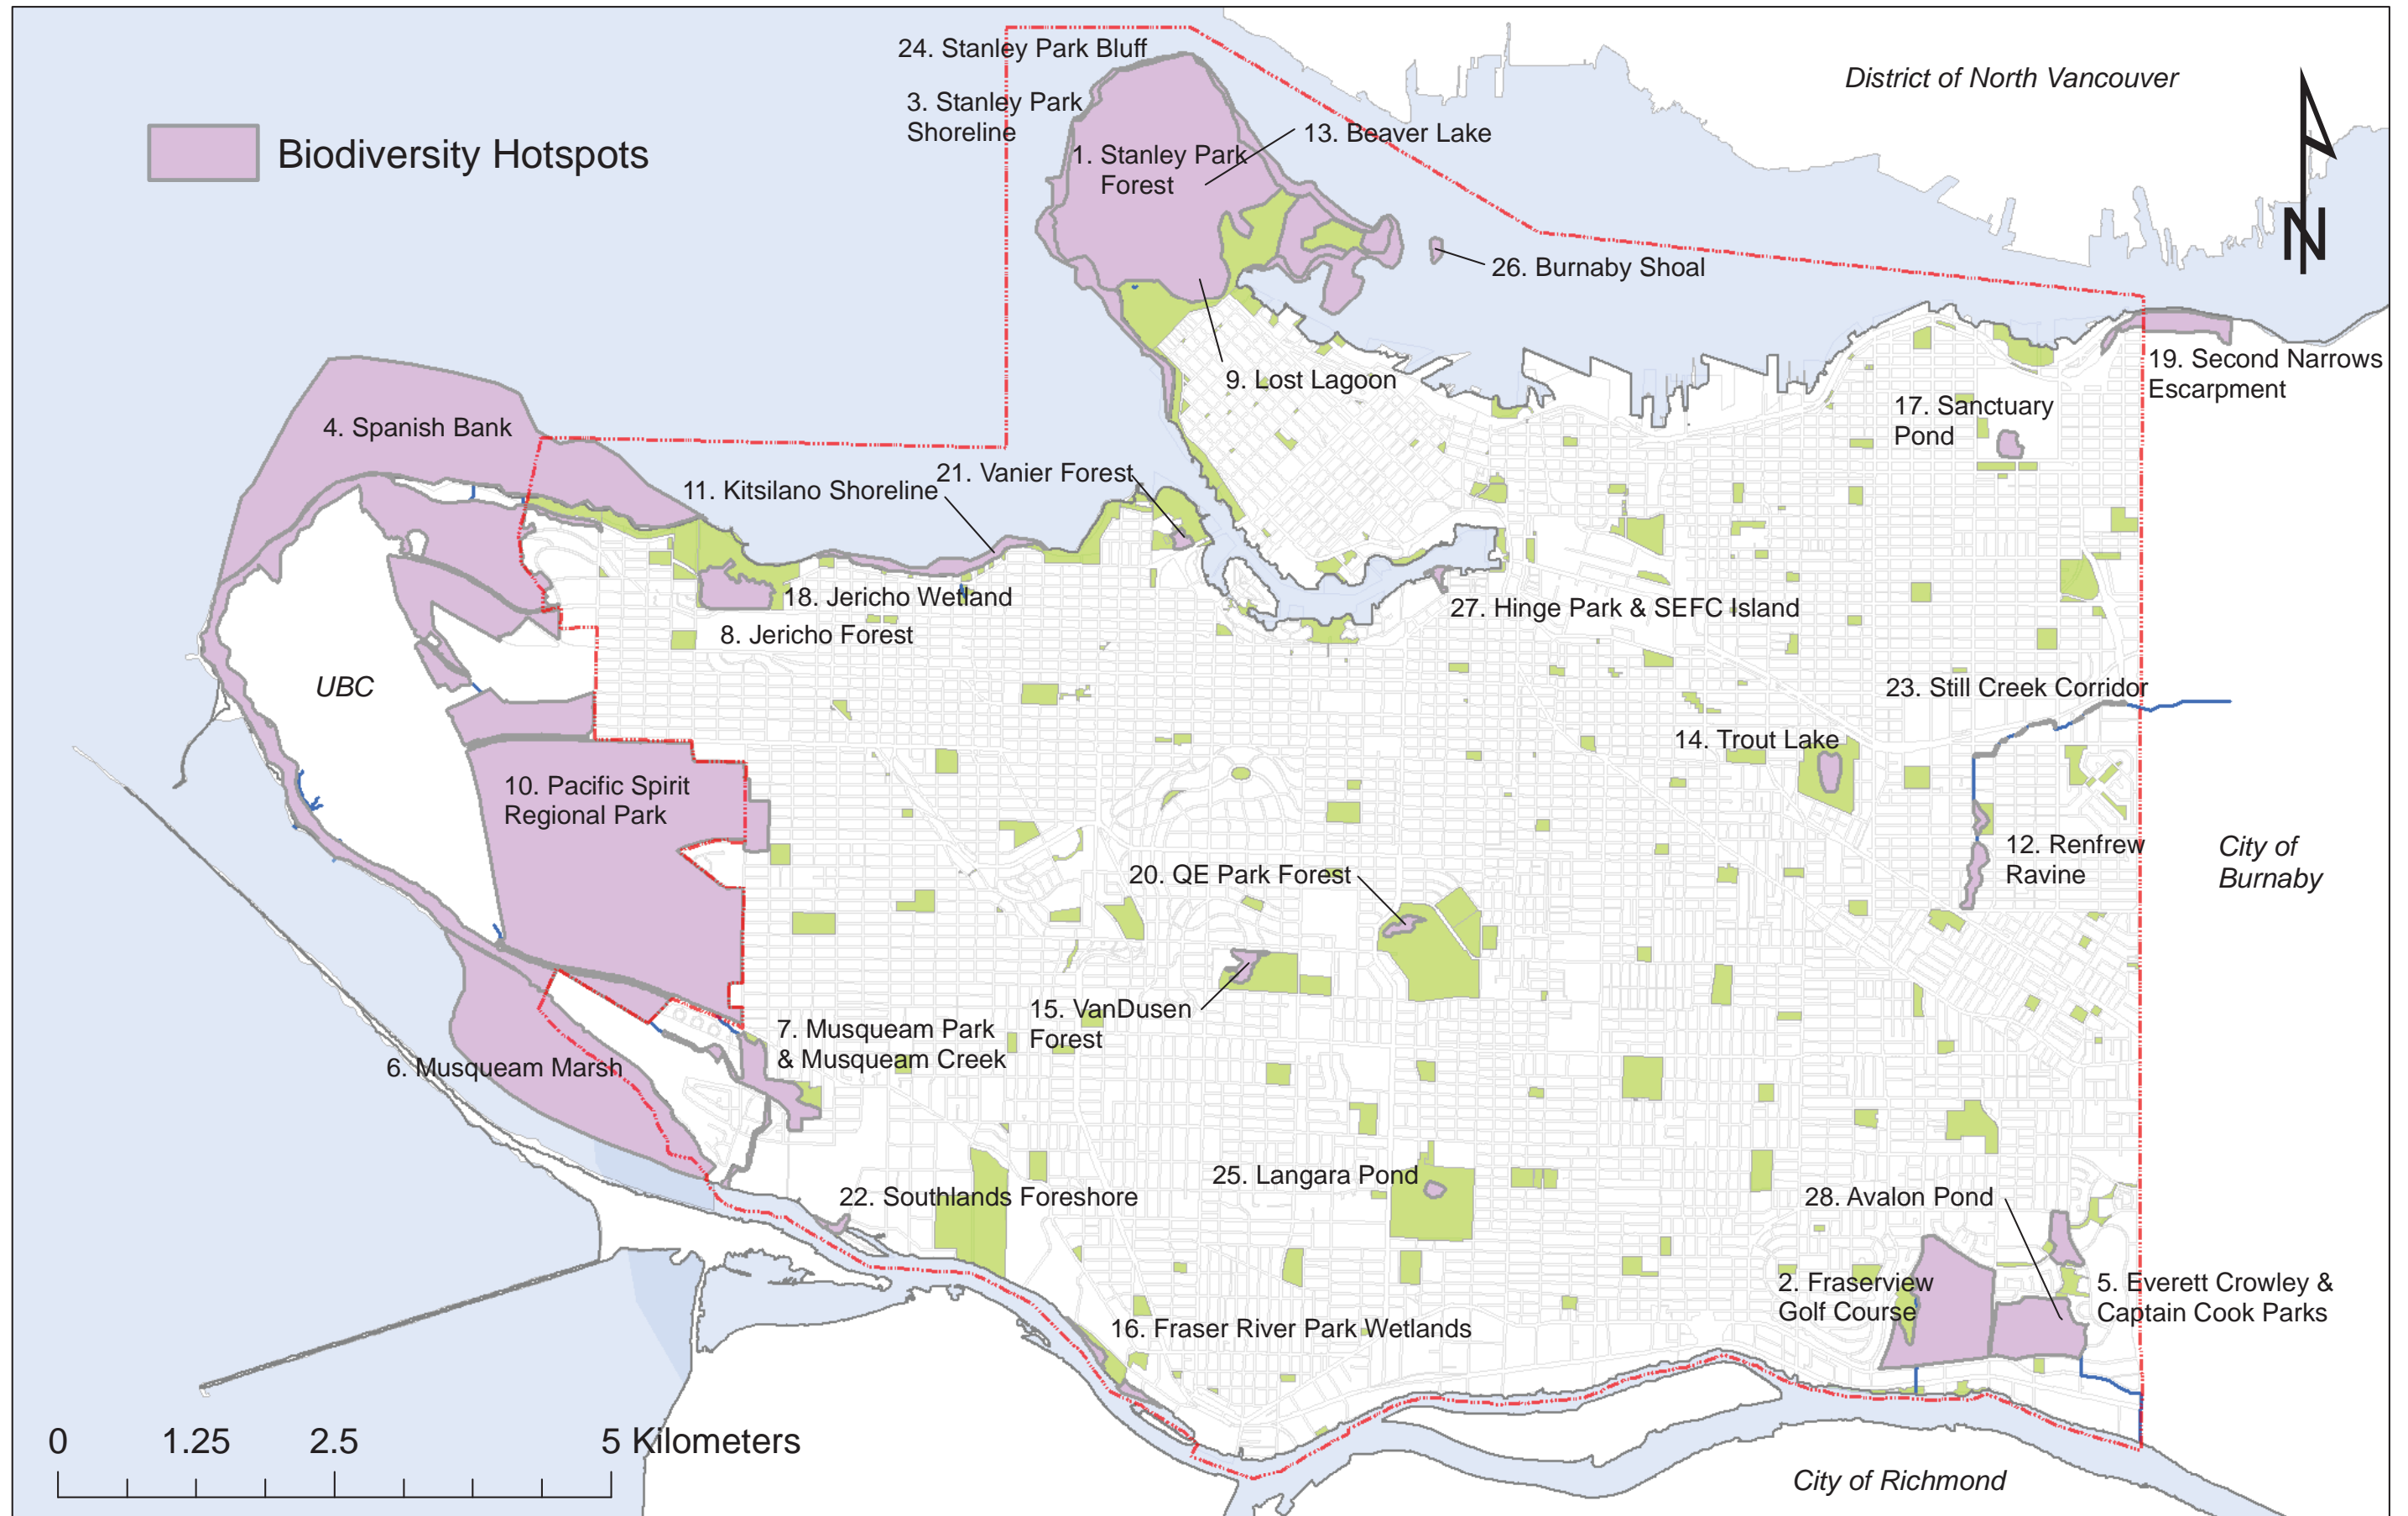 24. Stanley Park Bluff
District of North Vancouver
3. Stanley Park
Shoreline
13. Beaver Lake
Biodiversity Hotspots
1. Stanley Park
Forest
N
26. Burnaby Shoal
19. Second Narrows
Escarpment
9. Lost Lagoon
17. Sanctuary
Pond
4. Spanish Bank
21. Vanier Forest
11. Kitsilano Shoreline
18. Jericho Wetland
27. Hinge Park & SEFC Island
8. Jericho Forest
UBC
23. Still Creek Corridor
14. Trout Lake
10. Pacific Spirit
Regional Park
12. Renfrew
Ravine
City of
Burnaby
20. QE Park Forest
15. VanDusen
Forest
7. Musqueam Park
& Musqueam Creek
6. Musqueam Marsh
25. Langara Pond
22. Southlands Foreshore
28. Avalon Pond
2. Fraserview
Golf Course
5. Everett Crowley &
Captain Cook Parks
16. Fraser River Park Wetlands
0 1.25 2.5 5 Kilometers
City of Richmond